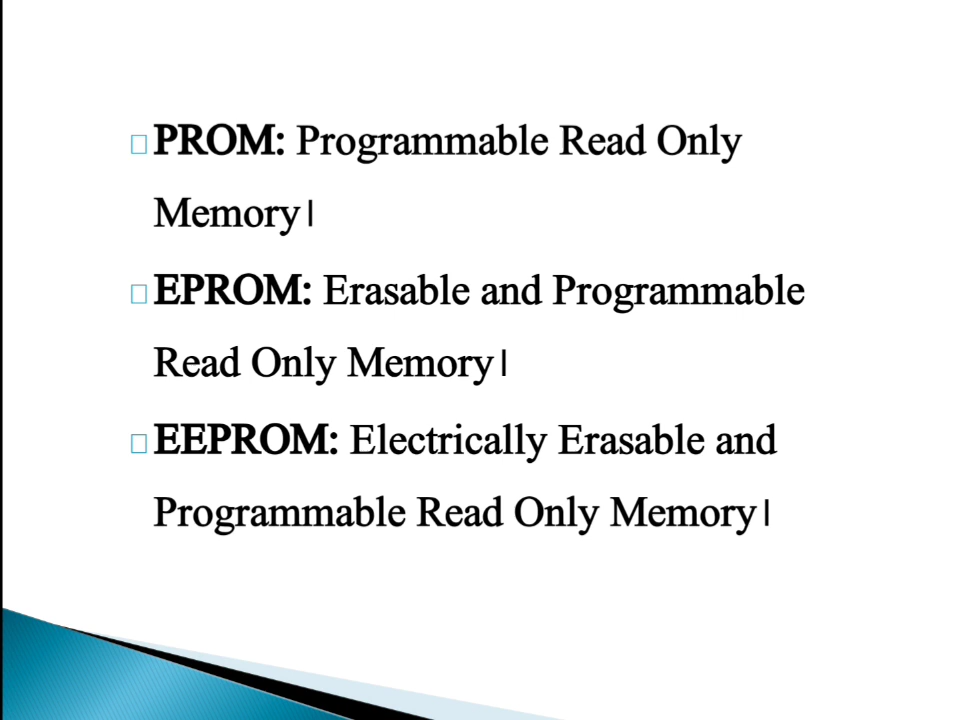 PROM: Programmable Read Only
Memory।
EPROM: Erasable and Programmable
Read Only Memory।
EEPROM: Electrically Erasable and
Programmable Read Only Memory।